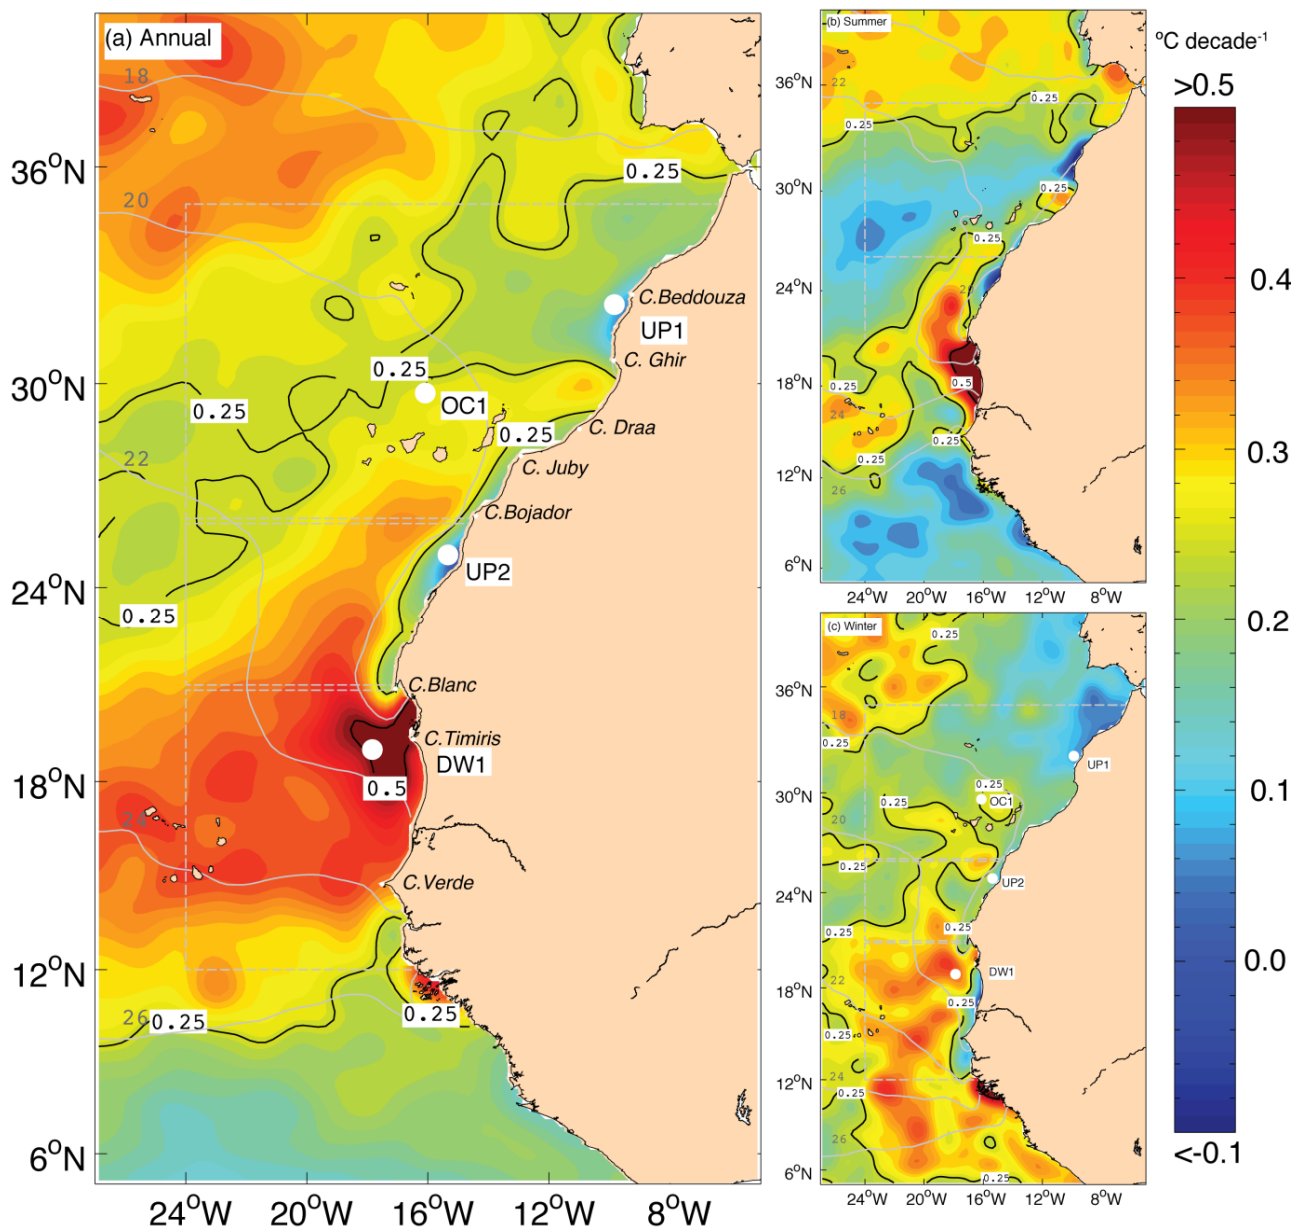 (a) Annual
18
36°N
0.25
20
C.Beddouza
UP1
C. Ghir
0.25
30°N
0.25
OC1
0.25
C. Draa
22
C. Juby
C.Bojador
UP2
24°N
0.25
C.Blanc
C.Timiris
DW1
18°N
0.5
24
C.Verde
12°N
26
0.25
0.25
6°N
24°W
20°W
16°W
12°W
8°W
(b) Summer
22
36°N
0.25
0.25
30°N
0.25
0.25
24°N
0.25
18°N
0.5
0.25
24
0.25
0.25
12°N
26
6°N
24°W
20°W
16°W
12°W
8°W
(c) Winter
0.25
36°N
18
0.25
UP1
30°N
0.25
0.25
OC1
20
0.25
UP2
24°N
0.25
0.25
DW1
22
18°N
0.25
0.25
12°N
24
0.25
26
6°N
0.25
24°W
20°W
16°W
12°W
8°W
°C decade-1
>0.5
0.4
0.3
0.2
0.1
0.0
<-0.1